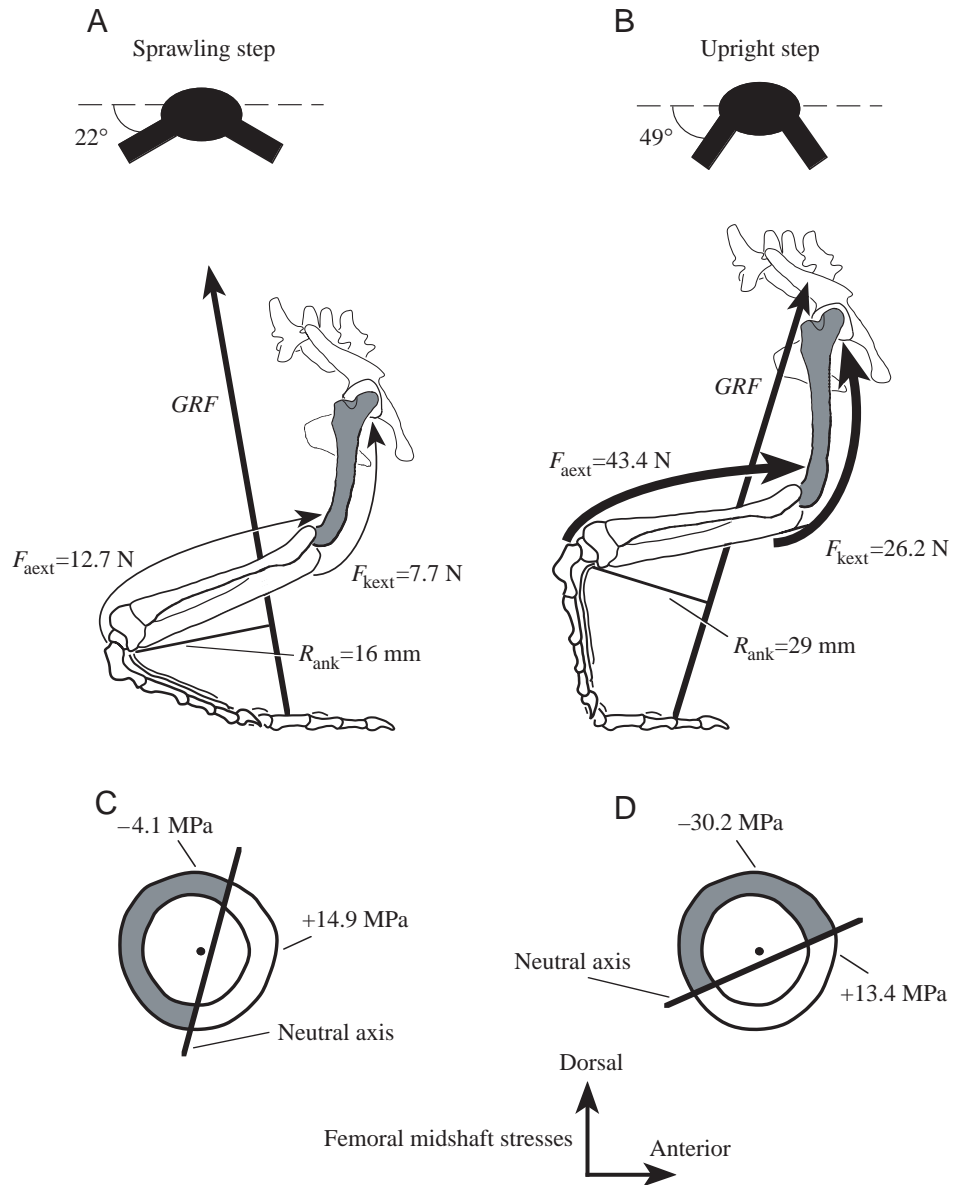 A
Sprawling step
22°
GRF
F_aext=12.7 N
F_kext=7.7 N
R_ank=16 mm
B
Upright step
49°
GRF
F_aext=43.4 N
F_kext=26.2 N
R_ank=29 mm
C
–4.1 MPa
+14.9 MPa
Neutral axis
D
–30.2 MPa
Neutral axis
+13.4 MPa
Dorsal
Femoral midshaft stresses
Anterior